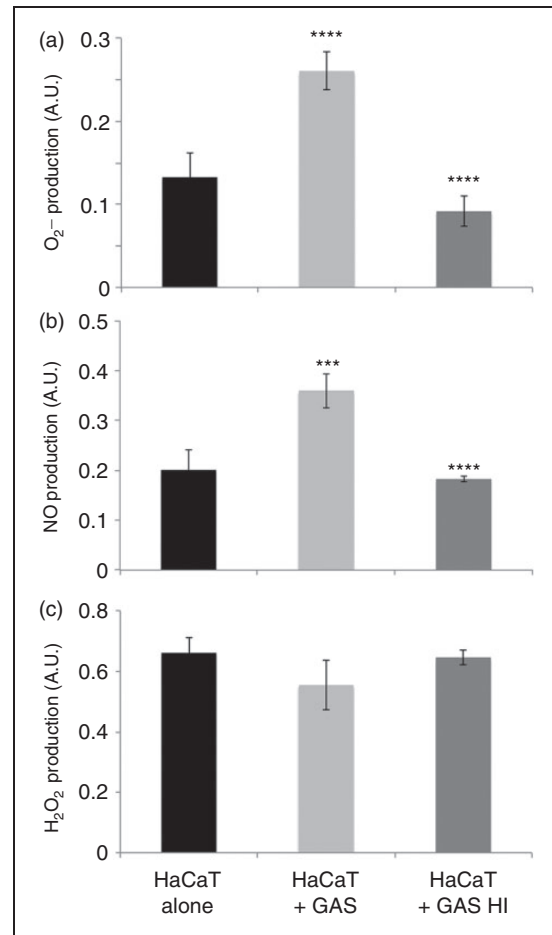 (a)
O₂− production (A.U.)
0.3
0.2
0.1
0
****
****
(b)
NO production (A.U.)
0.5
0.4
0.3
0.2
0.1
0
***
****
(c)
H₂O₂ production (A.U.)
0.8
0.6
0.4
0.2
0
HaCaT
alone
HaCaT
+ GAS
HaCaT
+ GAS HI